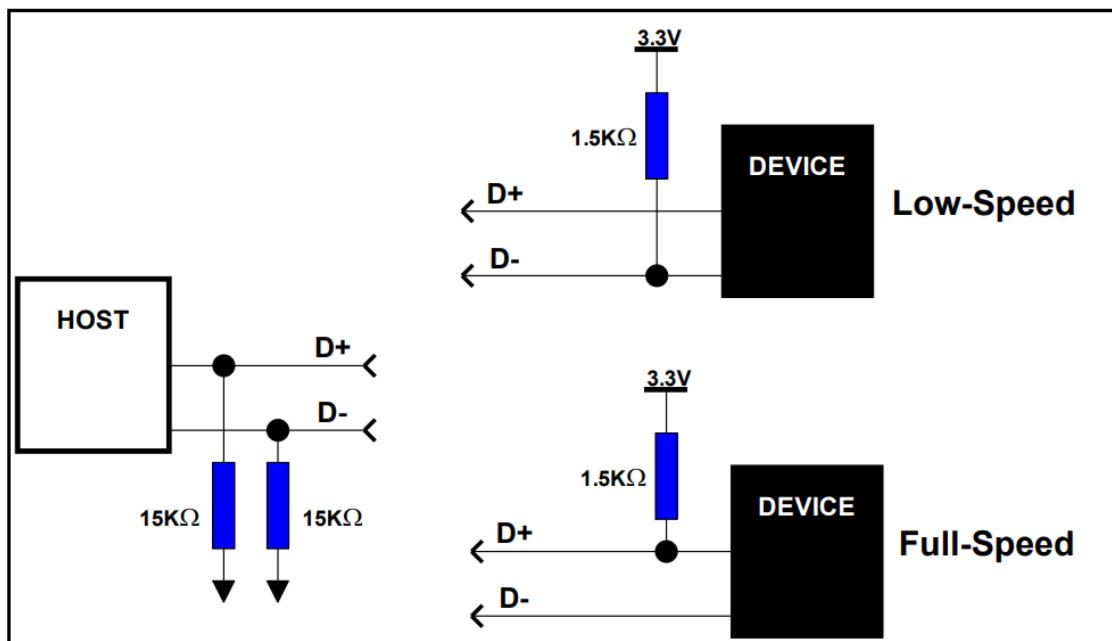 3.3V
1.5KΩ
DEVICE
Low-Speed
D+
D-
HOST
D+
D-
15KΩ
15KΩ
3.3V
1.5KΩ
DEVICE
Full-Speed
D+
D-